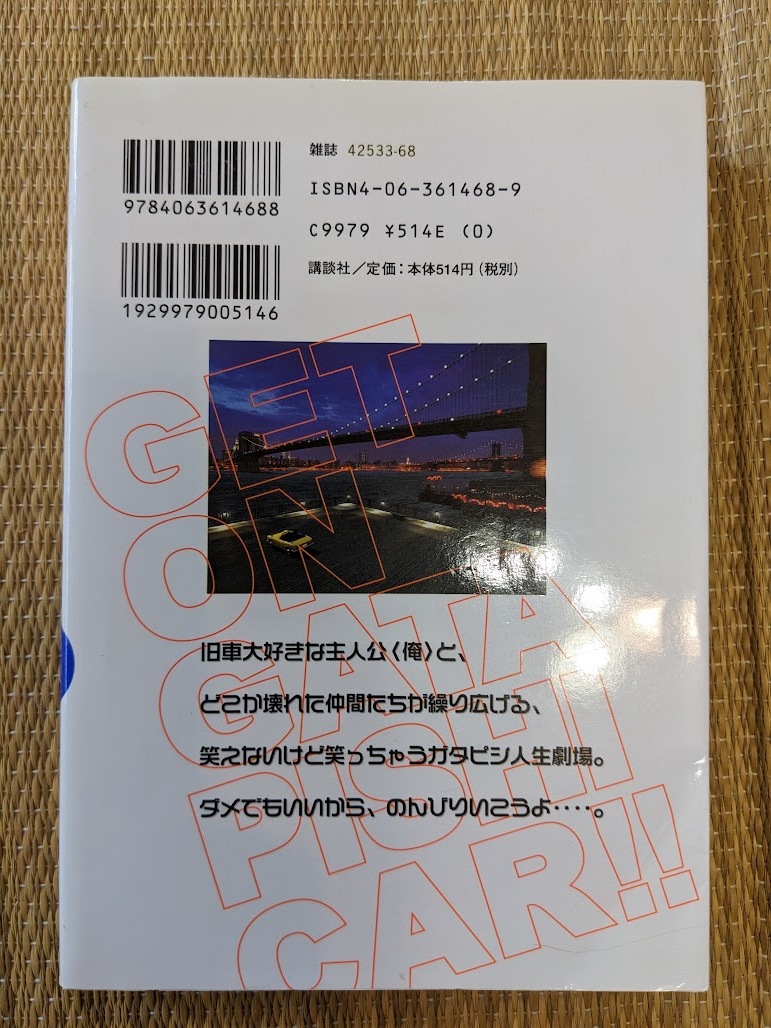 雑誌 42533-68
9784063614688
ISBN4-06-361468-9
C9979 ¥514E (0)
講談社／定価：本体514円（税別）
1929979005146
GET
ON
GATA
PISHI
CAR!!
旧車大好きな主人公〈俺〉と、
どこか壊れた仲間たちが繰り広げる、
笑えないけど笑っちゃうガタピシ人生劇場。
ダメでもいいから、のんびりいこうよ‥‥。